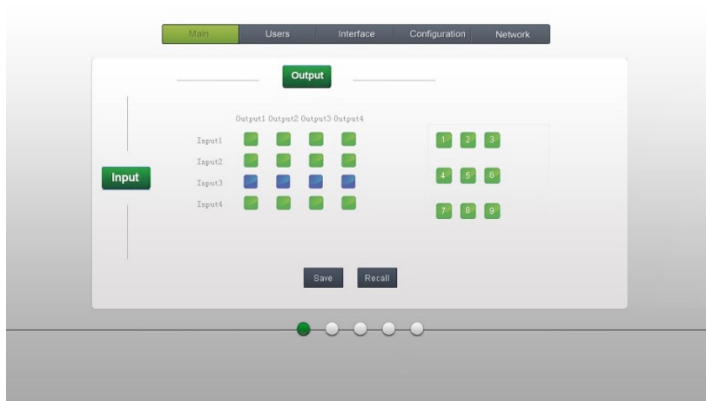 Main Users Interface Configuration Network
Output
Output1 Output2 Output3 Output4
Input1
Input2
Input3
Input4
Input
1 2 3
4 5 6
7 8 9
Save Recall